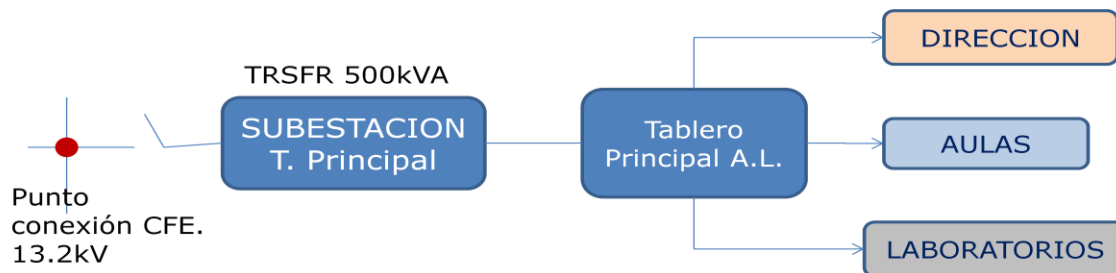 TRSFR 500kVA
SUBESTACION
T. Principal
Punto
conexión CFE.
13.2kV
Tablero
Principal A.L.
DIRECCION
AULAS
LABORATORIOS